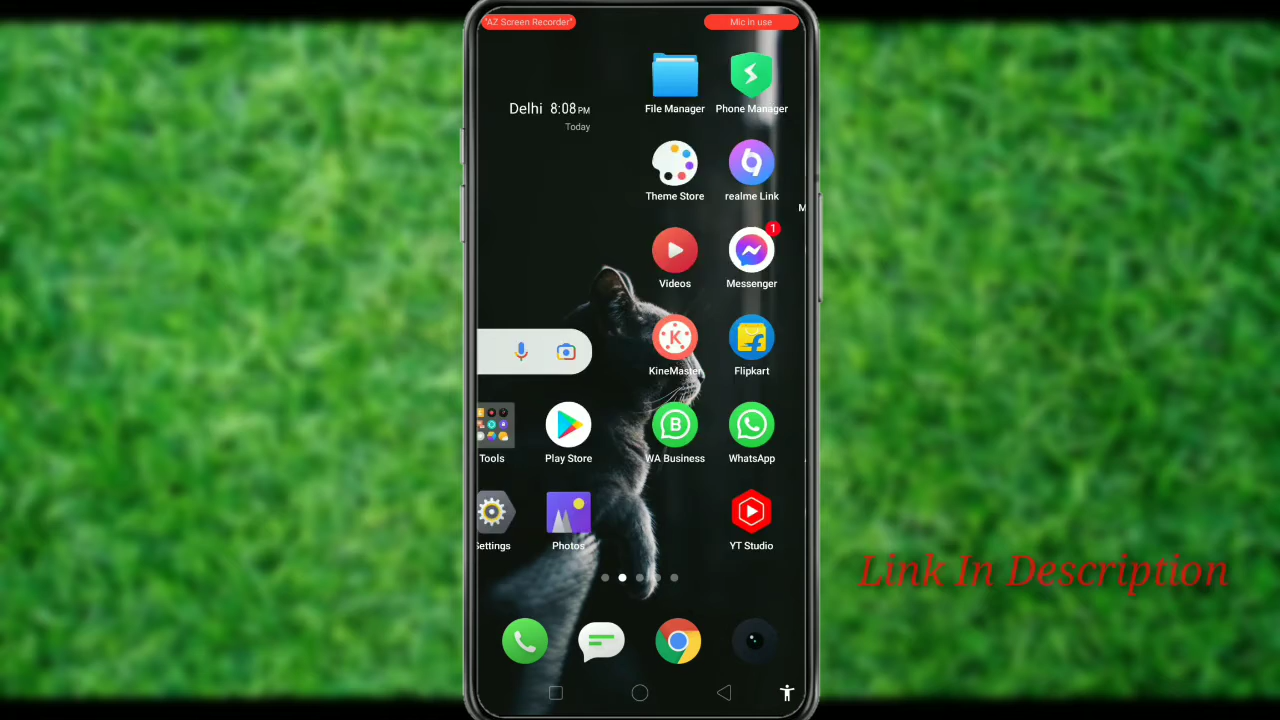 "AZ Screen Recorder"
Mic in use
Delhi 8:08 PM
Today
File Manager
Phone Manager
Theme Store
realme Link
M
Videos
1
Messenger
KineMaster
Flipkart
Tools
Play Store
WA Business
WhatsApp
Settings
Photos
YT Studio
Link In Description